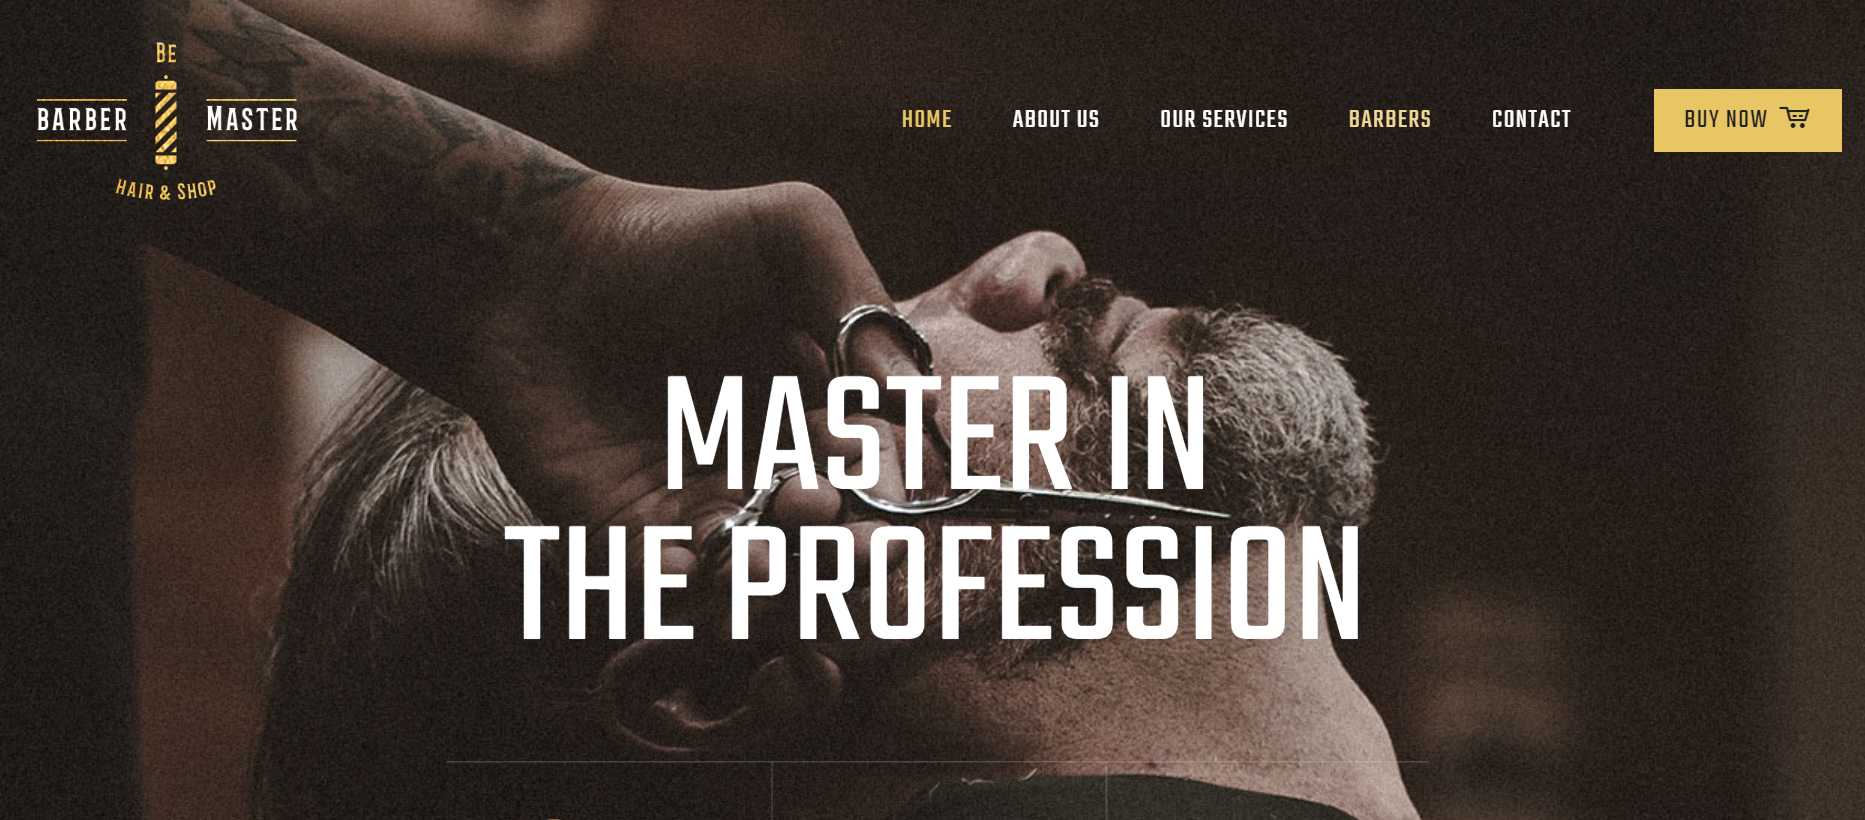 BE
BARBER MASTER
HAIR & SHOP
HOME ABOUT US OUR SERVICES BARBERS CONTACT BUY NOW
MASTER IN
THE PROFESSION